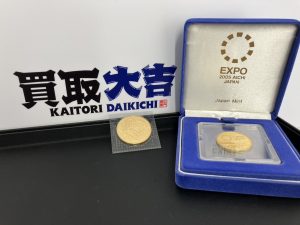 買取大吉
KAITORI DAIKICHI
EXPO
2005 AICHI
JAPAN
Japan Mint